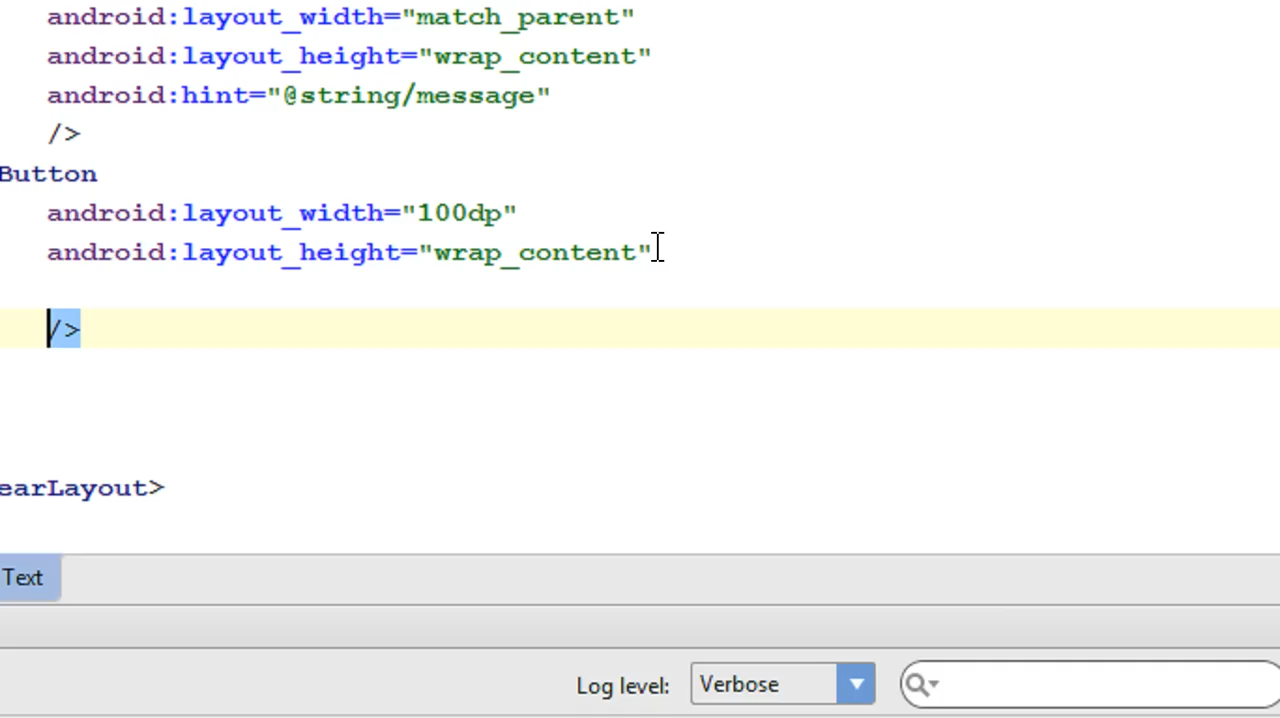 android:layout_width="match_parent"
android:layout_height="wrap_content"
android:hint="@string/message"
/>
Button
android:layout_width="100dp"
android:layout_height="wrap_content"
/>
earLayout>
Text
Log level: Verbose